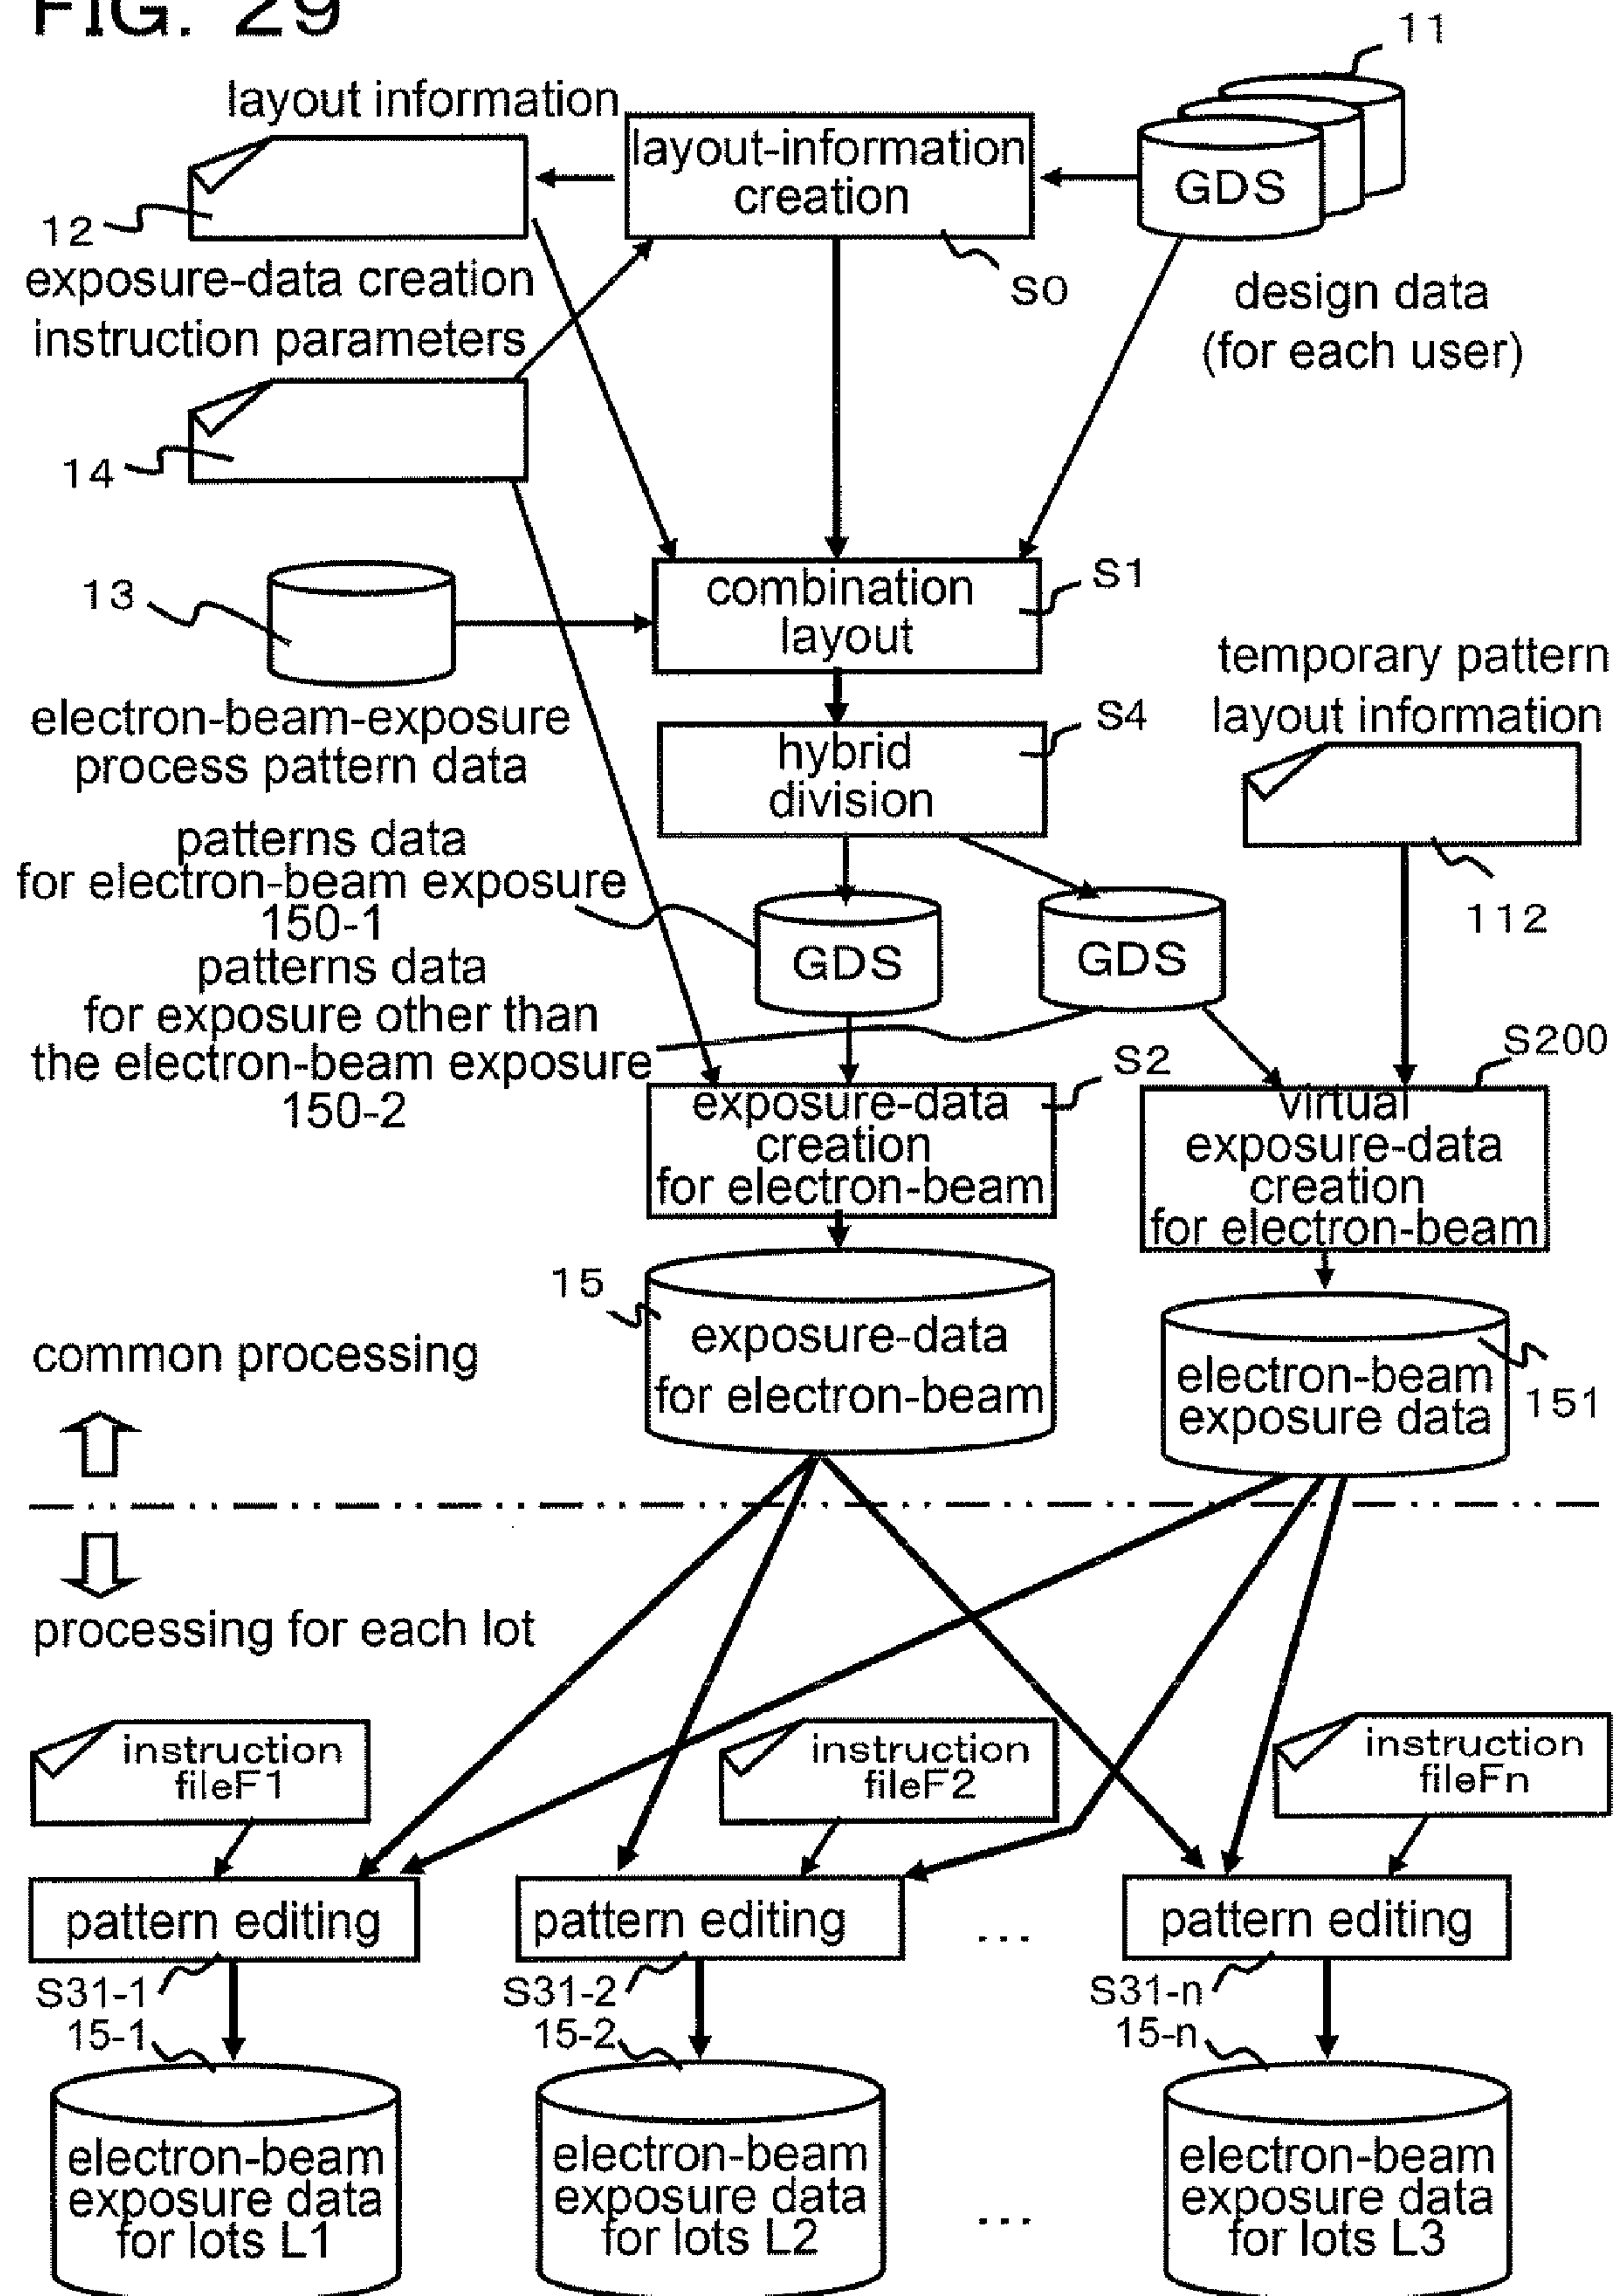 FIG. 29
11
layout information
layout-information
creation
GDS
12
S0
exposure-data creation
instruction parameters
design data
(for each user)
14
13
combination
layout
S1
temporary pattern
layout information
electron-beam-exposure
process pattern data
hybrid
division
S4
112
patterns data
for electron-beam exposure
150-1
GDS
GDS
patterns data
for exposure other than
the electron-beam exposure
150-2
S2
S200
exposure-data
creation
for electron-beam
virtual
exposure-data
creation
for electron-beam
15
exposure-data
for electron-beam
electron-beam
exposure data
151
common processing
processing for each lot
instruction
fileF1
instruction
fileF2
instruction
fileFn
pattern editing
pattern editing
...
pattern editing
S31-1
S31-2
S31-n
15-1
15-2
15-n
electron-beam
exposure data
for lots L1
electron-beam
exposure data
for lots L2
...
electron-beam
exposure data
for lots L3